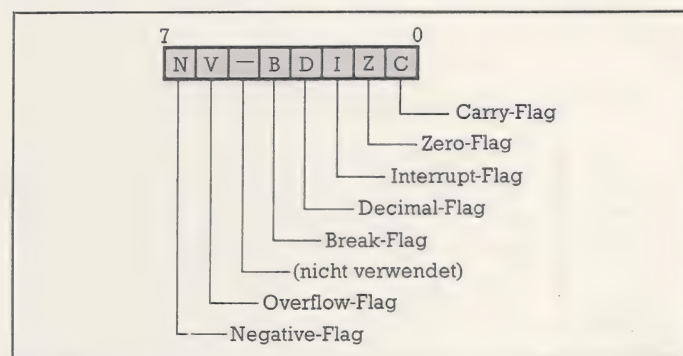 7 0
N V — B D I Z C
Carry-Flag
Zero-Flag
Interrupt-Flag
Decimal-Flag
Break-Flag
(nicht verwendet)
Overflow-Flag
Negative-Flag